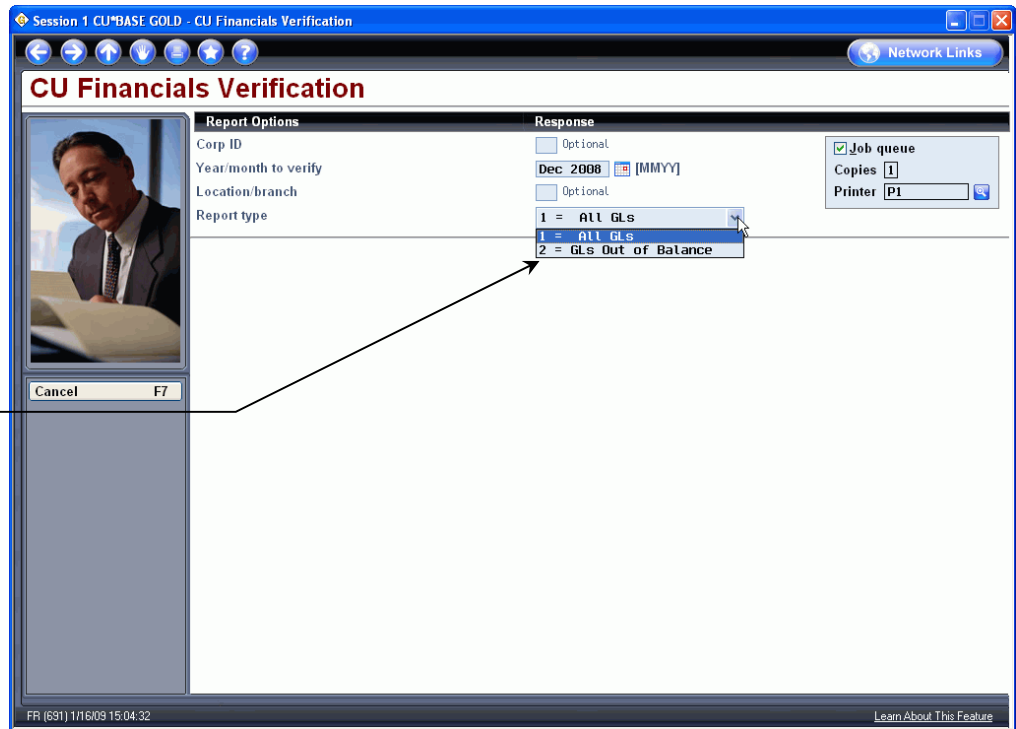 Session 1 CU*BASE GOLD - CU Financials Verification
Network Links
CU Financials Verification
Report Options Response
Corp ID Optional
Year/month to verify Dec 2008 [MMYY]
Location/branch Optional
Report type 1 = All GLs
1 = All GLs
2 = GLs Out of Balance
Job queue
Copies 1
Printer P1
Cancel F7
FR (691) 1/16/09 15:04:32
Learn About This Feature